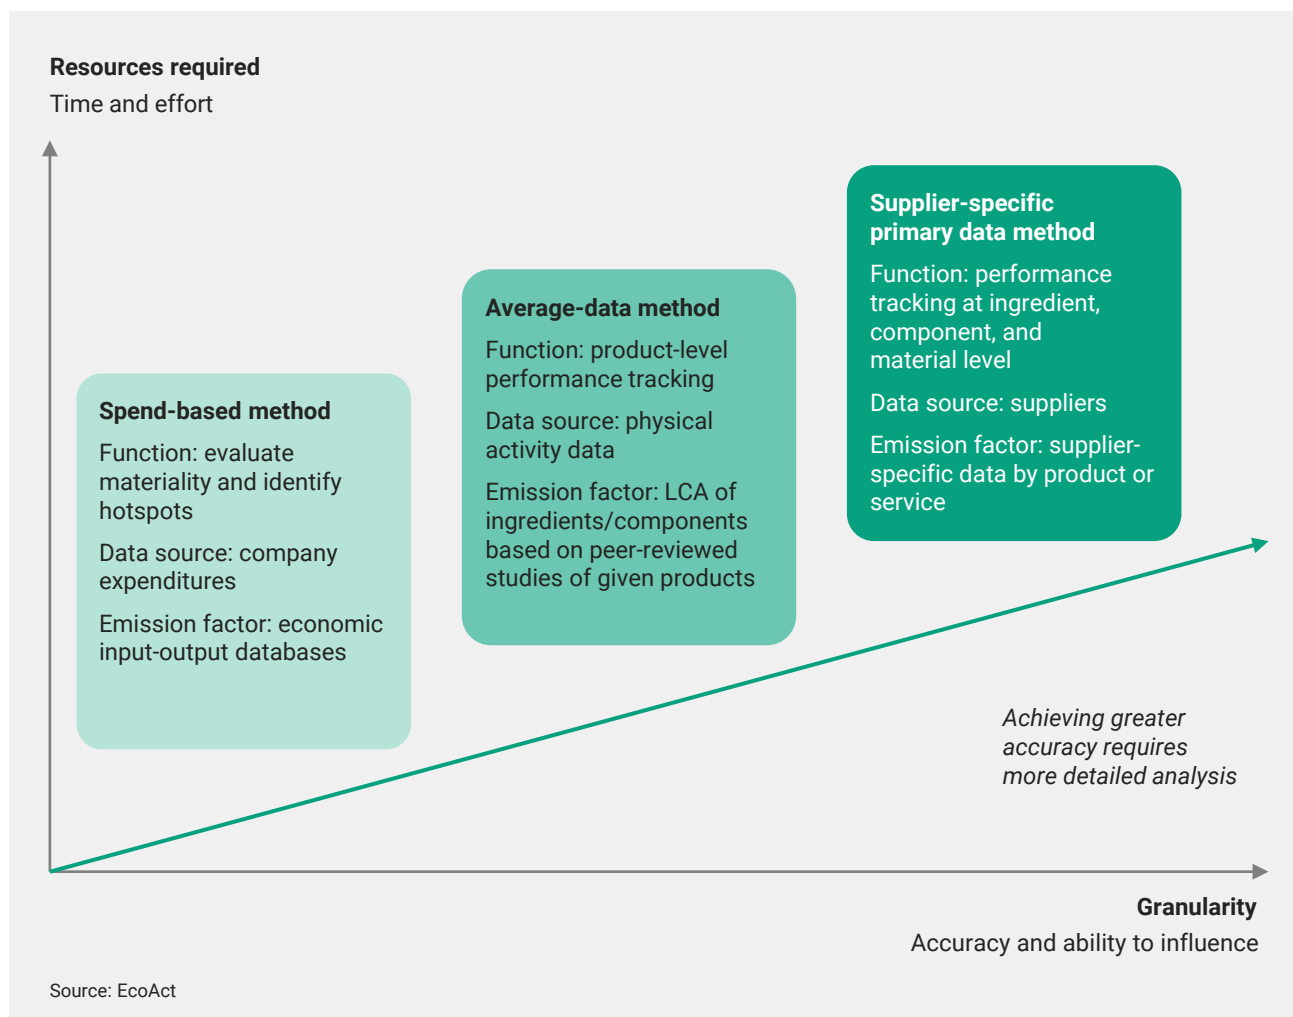 Resources required
Time and effort
Supplier-specific
primary data method
Function: performance
tracking at ingredient,
component, and
material level
Data source: suppliers
Emission factor: supplier-
specific data by product or
service
Average-data method
Function: product-level
performance tracking
Data source: physical
activity data
Emission factor: LCA of
ingredients/components
based on peer-reviewed
studies of given products
Spend-based method
Function: evaluate
materiality and identify
hotspots
Data source: company
expenditures
Emission factor: economic
input-output databases
Achieving greater
accuracy requires
more detailed analysis
Granularity
Accuracy and ability to influence
Source: EcoAct